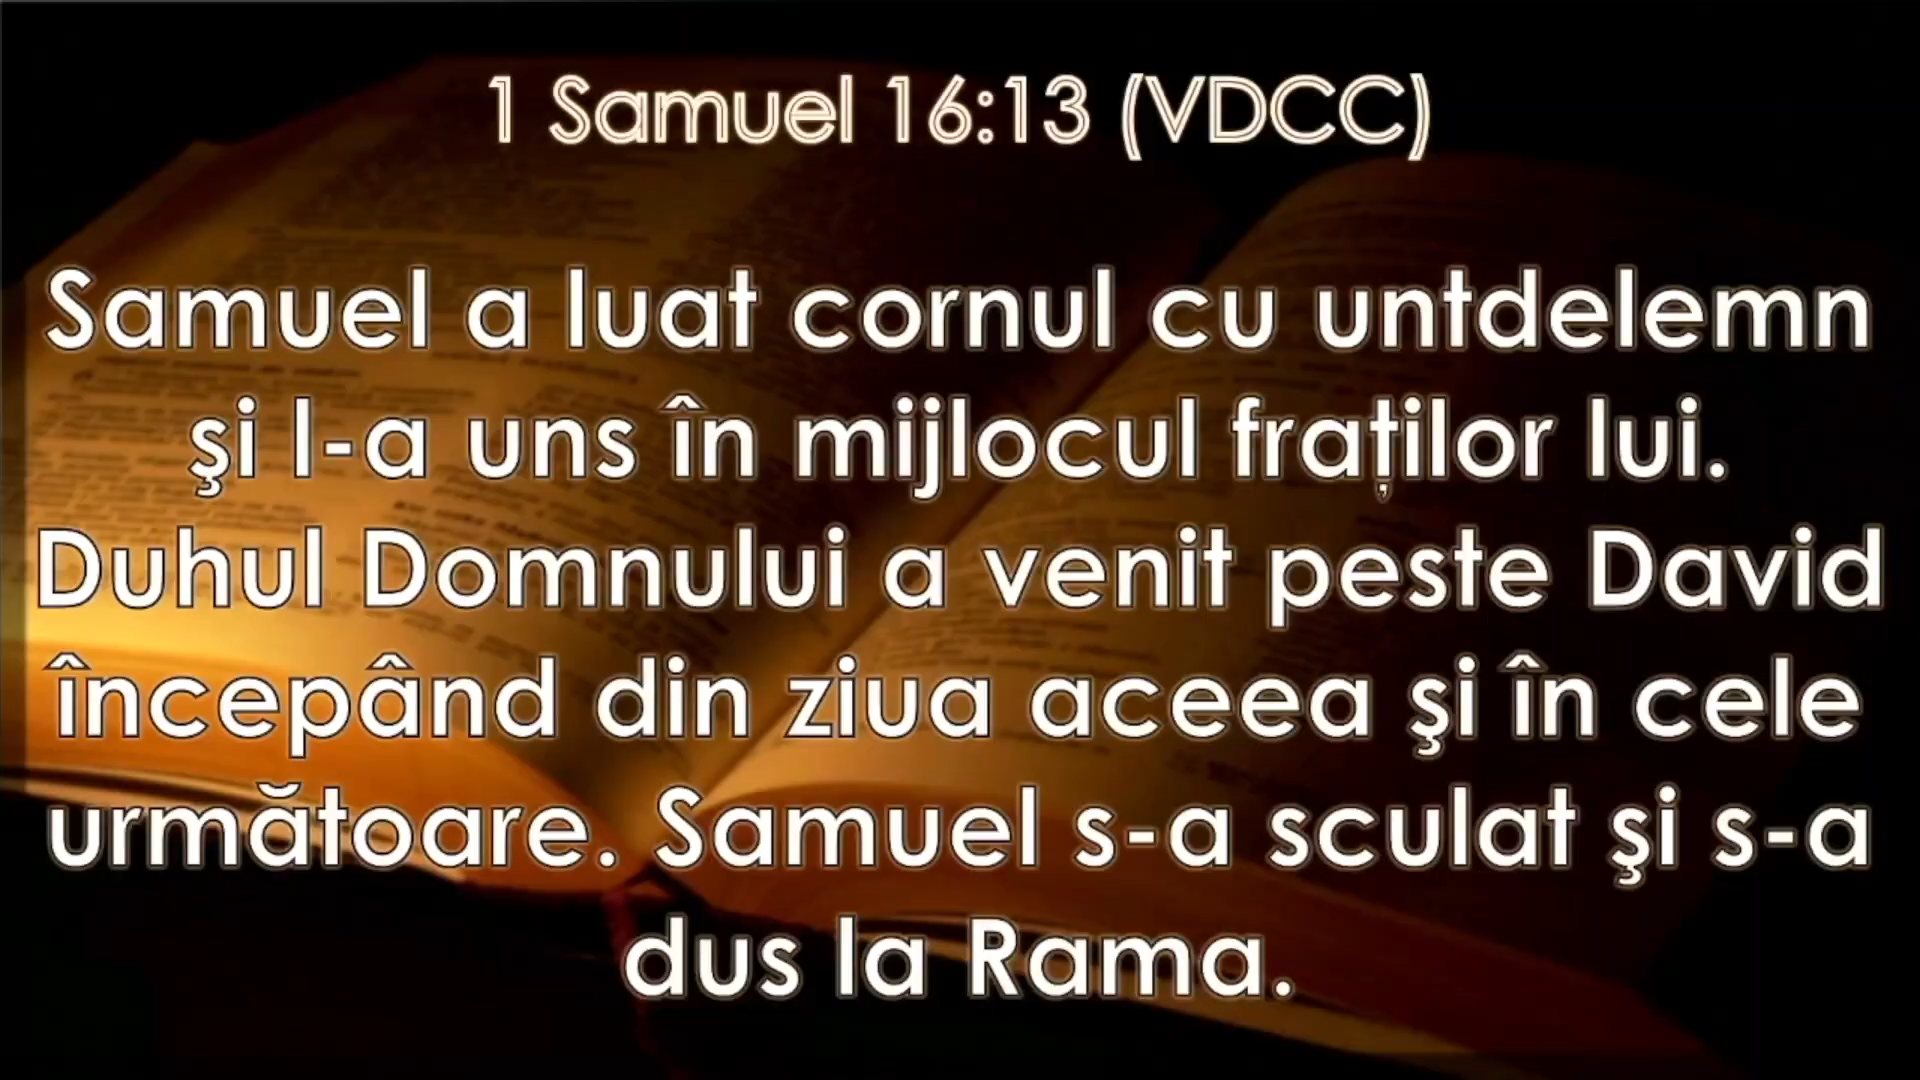 1 Samuel 16:13 (VDCC)
Samuel a luat cornul cu untdelemn
şi l-a uns în mijlocul fraților lui.
Duhul Domnului a venit peste David
începând din ziua aceea şi în cele
următoare. Samuel s-a sculat şi s-a
dus la Rama.